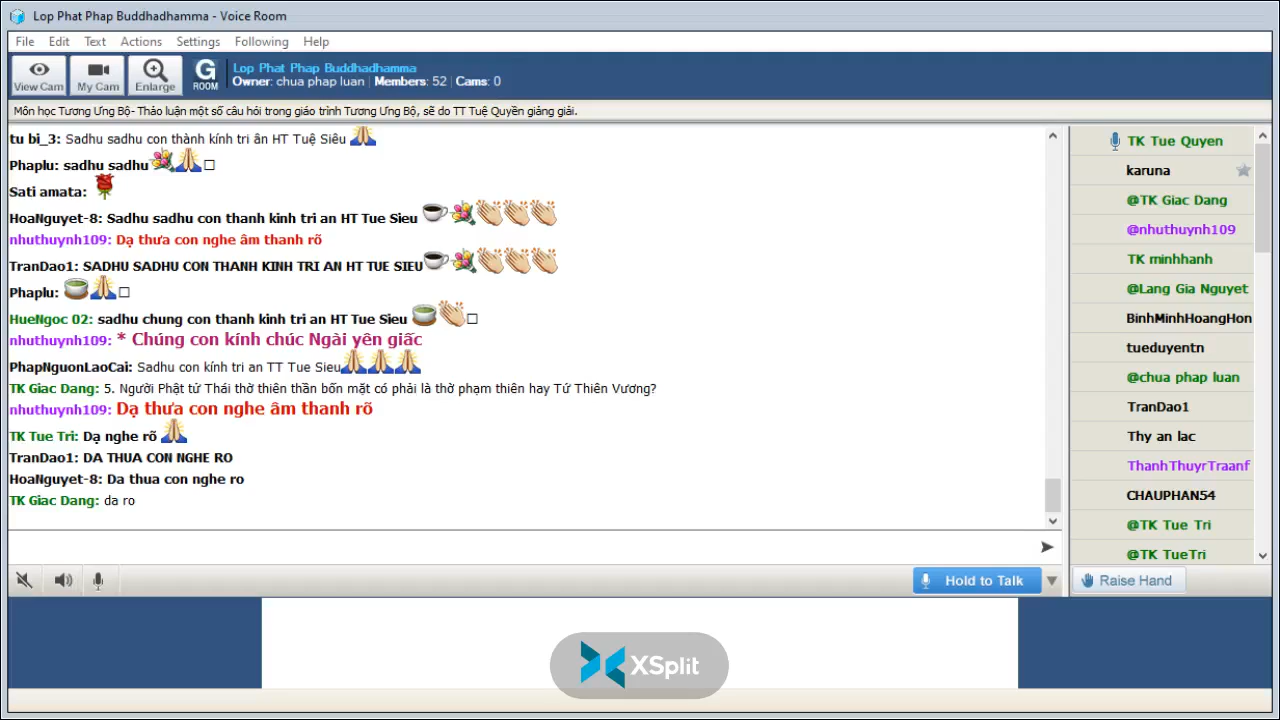 Lop Phat Phap Buddhadhamma - Voice Room
File Edit Text Actions Settings Following Help
View Cam My Cam Enlarge G ROOM
Lop Phat Phap Buddhadhamma
Owner: chua phap luan | Members: 52 | Cams: 0
Môn học Tương Ưng Bộ- Thảo luận một số câu hỏi trong giáo trình Tương Ưng Bộ, sẽ do TT Tuệ Quyền giảng giải.
tu bi_3: Sadhu sadhu con thành kính tri ân HT Tuệ Siêu
Phaplu: sadhu sadhu
Sati amata:
HoaNguyet-8: Sadhu sadhu con thanh kinh tri an HT Tue Sieu
nhuthuynh109: Dạ thưa con nghe âm thanh rõ
TranDao1: SADHU SADHU CON THANH KINH TRI AN HT TUE SIEU
Phaplu:
HueNgoc 02: sadhu chung con thanh kinh tri an HT Tue Sieu
nhuthuynh109: * Chúng con kính chúc Ngài yên giấc
PhapNguonLaoCai: Sadhu con kính tri an TT Tue Sieu
TK Giac Dang: 5. Người Phật tử Thái thờ thiên thần bốn mặt có phải là thờ phạm thiên hay Tứ Thiên Vương?
nhuthuynh109: Dạ thưa con nghe âm thanh rõ
TK Tue Tri: Dạ nghe rõ
TranDao1: DA THUA CON NGHE RO
HoaNguyet-8: Da thua con nghe ro
TK Giac Dang: da ro
TK Tue Quyen
karuna
@TK Giac Dang
@nhuthuynh109
TK minhhanh
@Lang Gia Nguyet
BinhMinhHoangHon
tueduyentn
@chua phap luan
TranDao1
Thy an lac
ThanhThuyrTraanf
CHAUPHAN54
@TK Tue Tri
@TK TueTri
Hold to Talk
Raise Hand
XSplit